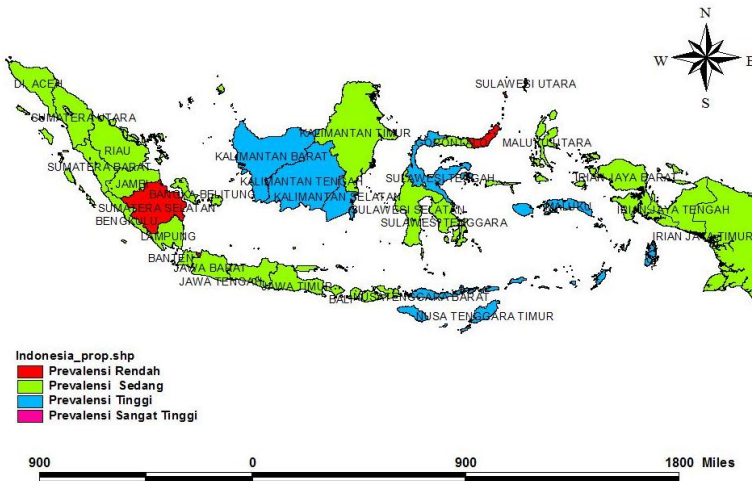 N
W E
S
SULAWESI UTARA
DI. ACEH
SUMATERA UTARA
KALIMANTAN TIMUR
GORONTALO
MALUKU UTARA
RIAU
KALIMANTAN BARAT
SUMATERA BARAT
SULAWESI TENGAH
IRIAN JAYA BARAT
JAMBI
KALIMANTAN TENGAH
BANGKA BELITUNG
KALIMANTAN SELATAN
SUMATERA SELATAN
SULAWESI SELATAN
MALUKU
IRIAN JAYA TENGAH
BENGKULU
SULAWESI TENGGARA
LAMPUNG
IRIAN JAYA TIMUR
BANTEN
JAWA BARAT
JAWA TENGAH
JAWA TIMUR
BALI
NUSA TENGGARA BARAT
NUSA TENGGARA TIMUR
Indonesia_prop.shp
Prevalensi Rendah
Prevalensi Sedang
Prevalensi Tinggi
Prevalensi Sangat Tinggi
900 0 900 1800 Miles